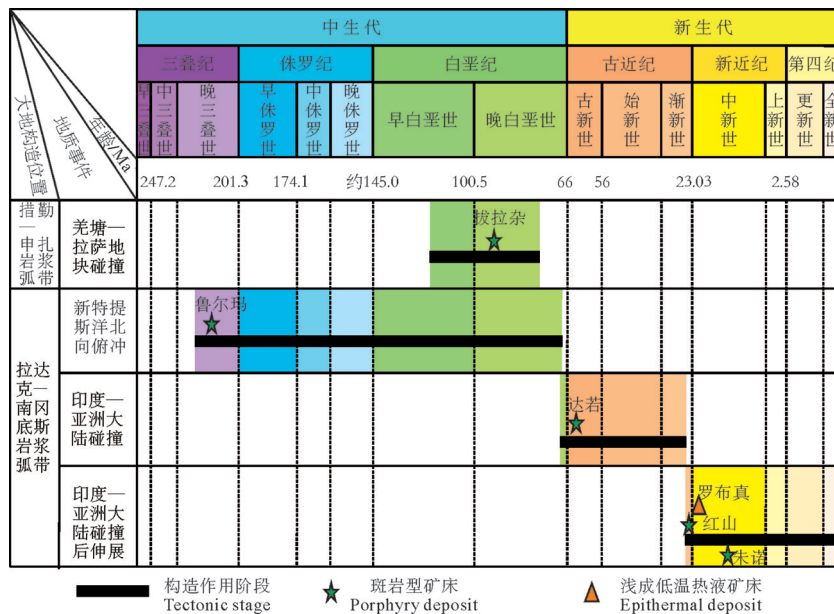 中生代
新生代
三叠纪
侏罗纪
白垩纪
古近纪
新近纪
第四纪
早三叠世
中三叠世
晚三叠世
早侏罗世
中侏罗世
晚侏罗世
早白垩世
晚白垩世
古新世
始新世
渐新世
中新世
上新世
更新世
全新世
大地构造位置
地质事件
年龄/Ma
247.2
201.3
174.1
约145.0
100.5
66
56
23.03
2.58
措勤
—
申扎
岩浆
弧带
羌塘—
拉萨地
块碰撞
拔拉杂
拉达
克—
南冈
底斯
岩浆
弧带
新特提
斯洋北
向俯冲
鲁尔玛
印度—
亚洲大
陆碰撞
达若
印度—
亚洲大
陆碰撞
后伸展
罗布真
红山
朱诺
构造作用阶段
Tectonic stage
斑岩型矿床
Porphyry deposit
浅成低温热液矿床
Epithermal deposit